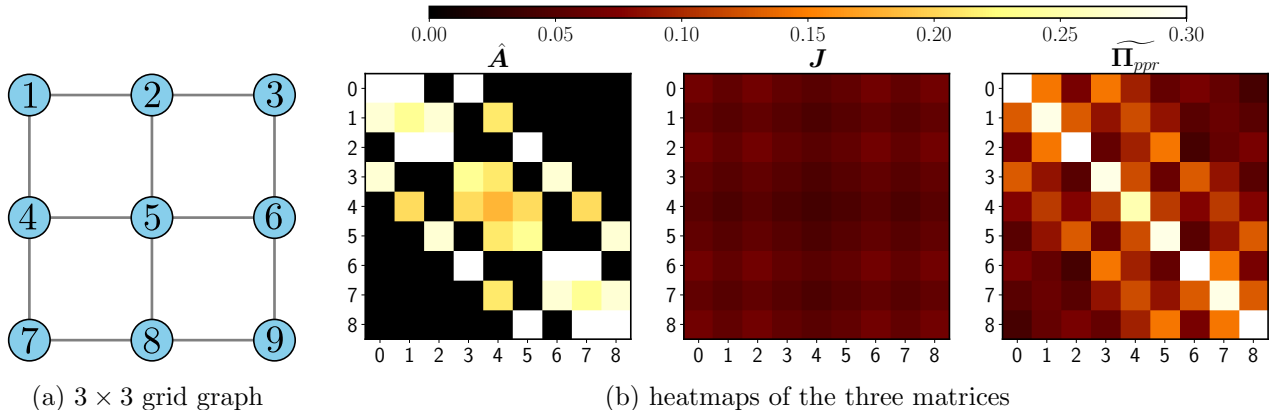 0.00 0.05 0.10 0.15 0.20 0.25 0.30
Â J Π̃ppr
1 2 3
4 5 6
7 8 9
0 1 2 3 4 5 6 7 8
0 1 2 3 4 5 6 7 8
0 1 2 3 4 5 6 7 8
0 1 2 3 4 5 6 7 8
0 1 2 3 4 5 6 7 8
0 1 2 3 4 5 6 7 8
(a) 3 × 3 grid graph
(b) heatmaps of the three matrices